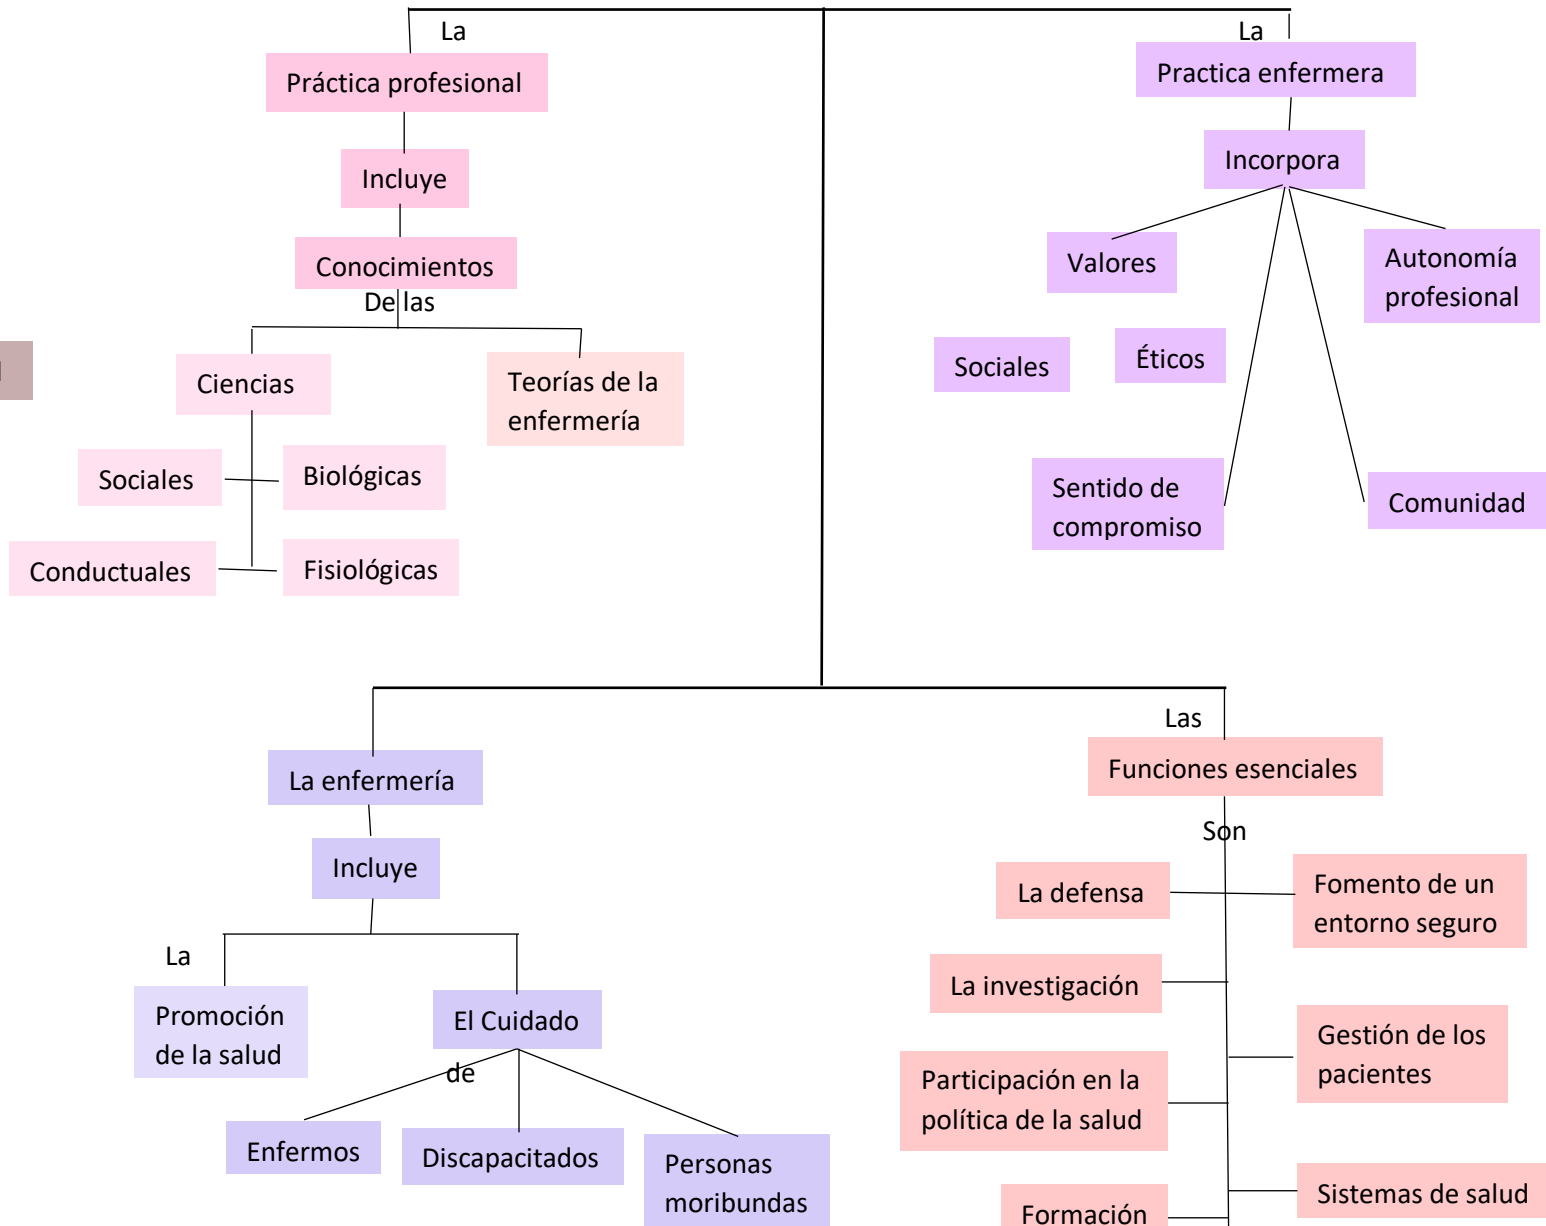 La
Práctica profesional
Incluye
Conocimientos
De las
Ciencias
Teorías de la
enfermería
Sociales
Biológicas
Conductuales
Fisiológicas
La
Practica enfermera
Incorpora
Valores
Autonomía
profesional
Sociales
Éticos
Sentido de
compromiso
Comunidad
La enfermería
Incluye
La
Promoción
de la salud
El Cuidado
de
Enfermos
Discapacitados
Personas
moribundas
Las
Funciones esenciales
Son
La defensa
Fomento de un
entorno seguro
La investigación
Gestión de los
pacientes
Participación en la
política de la salud
Sistemas de salud
Formación